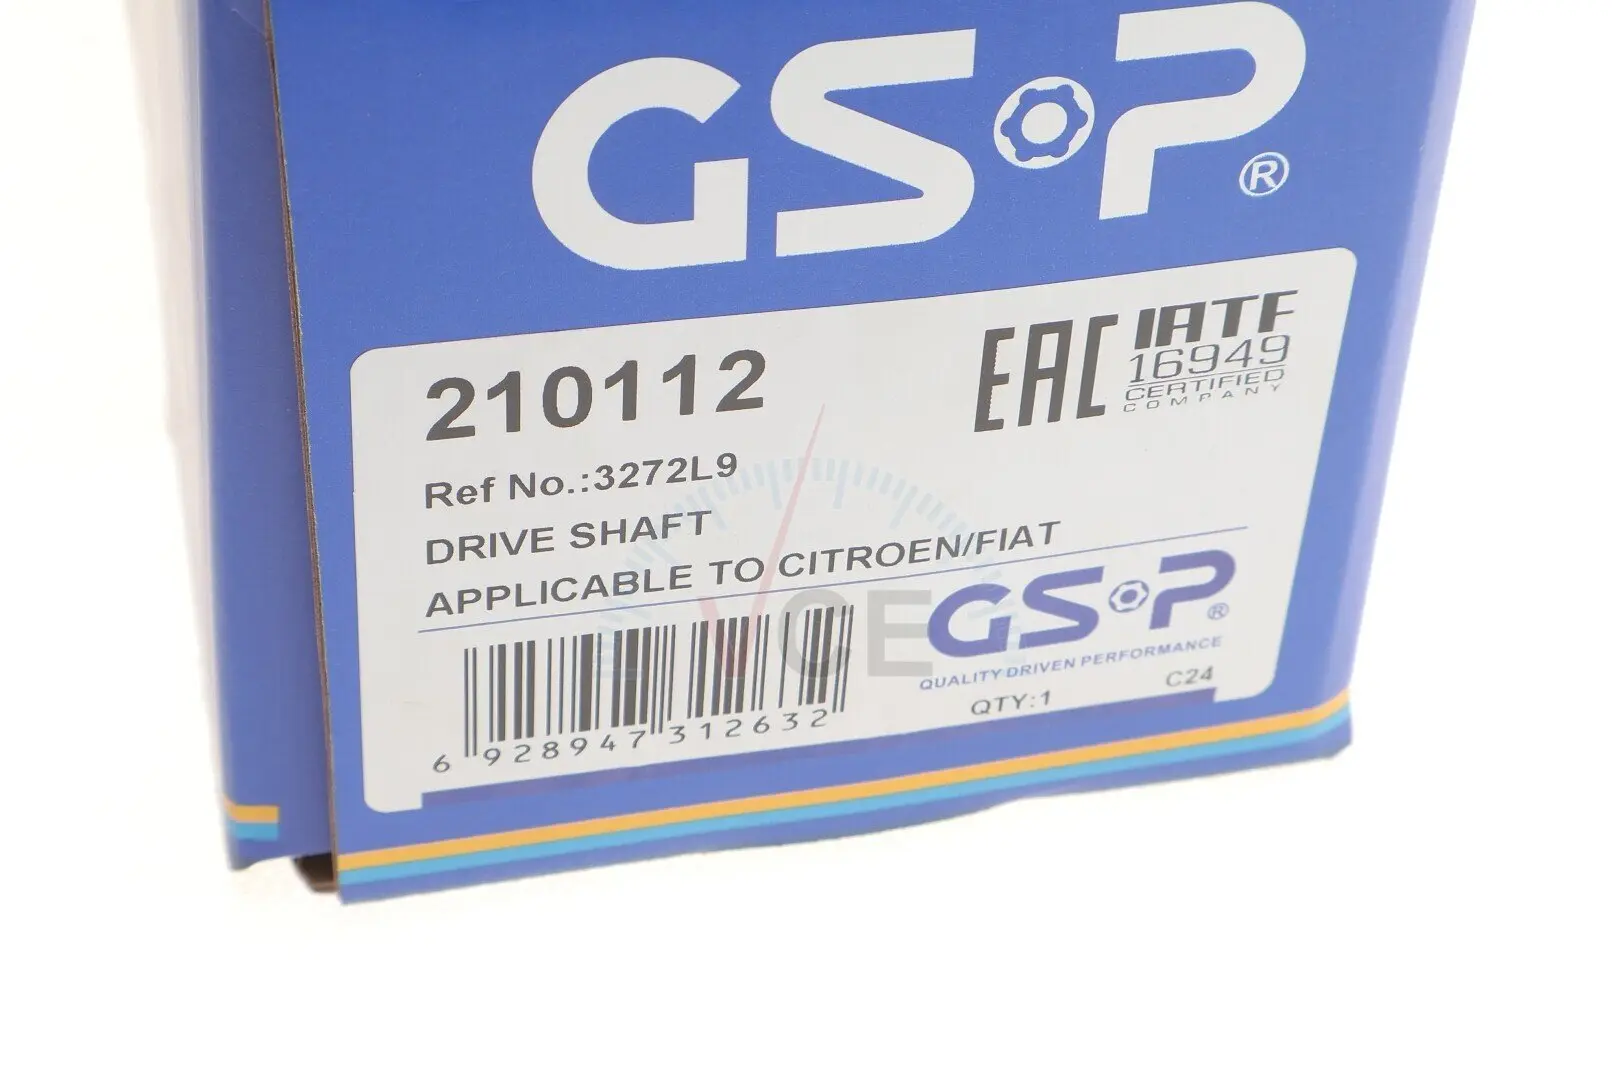 GSP®
210112
EAC IATF
16949
CERTIFIED
COMPANY
Ref No.:3272L9
DRIVE SHAFT
APPLICABLE TO CITROEN/FIAT
VCE
GSP®
QUALITY DRIVEN PERFORMANCE
QTY:1 C24
6 928947 312632